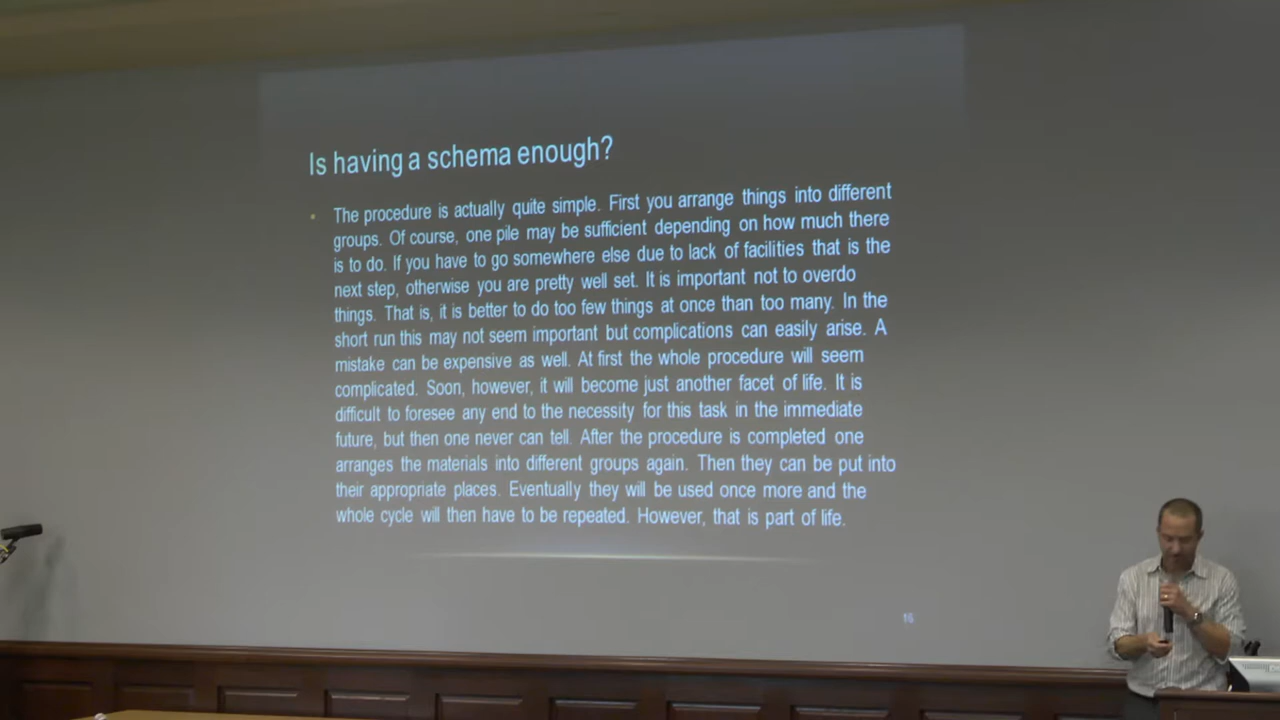 Is having a schema enough?
The procedure is actually quite simple. First you arrange things into different
groups. Of course, one pile may be sufficient depending on how much there
is to do. If you have to go somewhere else due to lack of facilities that is the
next step, otherwise you are pretty well set. It is important not to overdo
things. That is, it is better to do too few things at once than too many. In the
short run this may not seem important but complications can easily arise. A
mistake can be expensive as well. At first the whole procedure will seem
complicated. Soon, however, it will become just another facet of life. It is
difficult to foresee any end to the necessity for this task in the immediate
future, but then one never can tell. After the procedure is completed one
arranges the materials into different groups again. Then they can be put into
their appropriate places. Eventually they will be used once more and the
whole cycle will then have to be repeated. However, that is part of life.
16